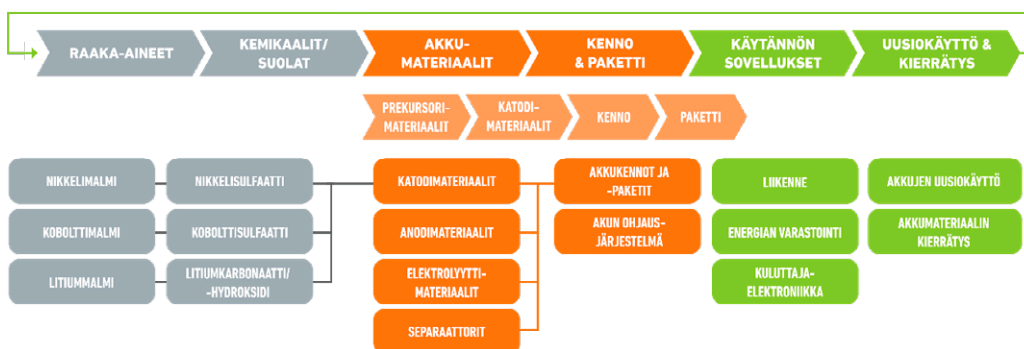 RAAKA-AINEET
KEMIKAALIT/
SUOLAT
AKKU-
MATERIAALIT
KENNO
& PAKETTI
KÄYTÄNNÖN
SOVELLUKSET
UUSIOKÄYTTÖ &
KIERRÄTYS
PREKURSORI-
MATERIAALIT
KATODI-
MATERIAALIT
KENNO
PAKETTI
NIKKELIMALMI
NIKKELISULFAATTI
KATODIMATERIAALIT
AKKUKENNOT JA
-PAKETIT
LIIKENNE
AKKUJEN UUSIOKÄYTTÖ
KOBOLTTIMALMI
KOBOLTTISULFAATTI
ANODIMATERIAALIT
AKUN OHJAUS-
JÄRJESTELMÄ
ENERGIAN VARASTOINTI
AKKUMATERIAALIN
KIERRÄTYS
LITIUMMALMI
LITIUMKARBONAATTI/
-HYDROKSIDI
ELEKTROLYYTTI-
MATERIAALIT
KULUTTAJA-
ELEKTRONIIKKA
SEPARAATTORIT